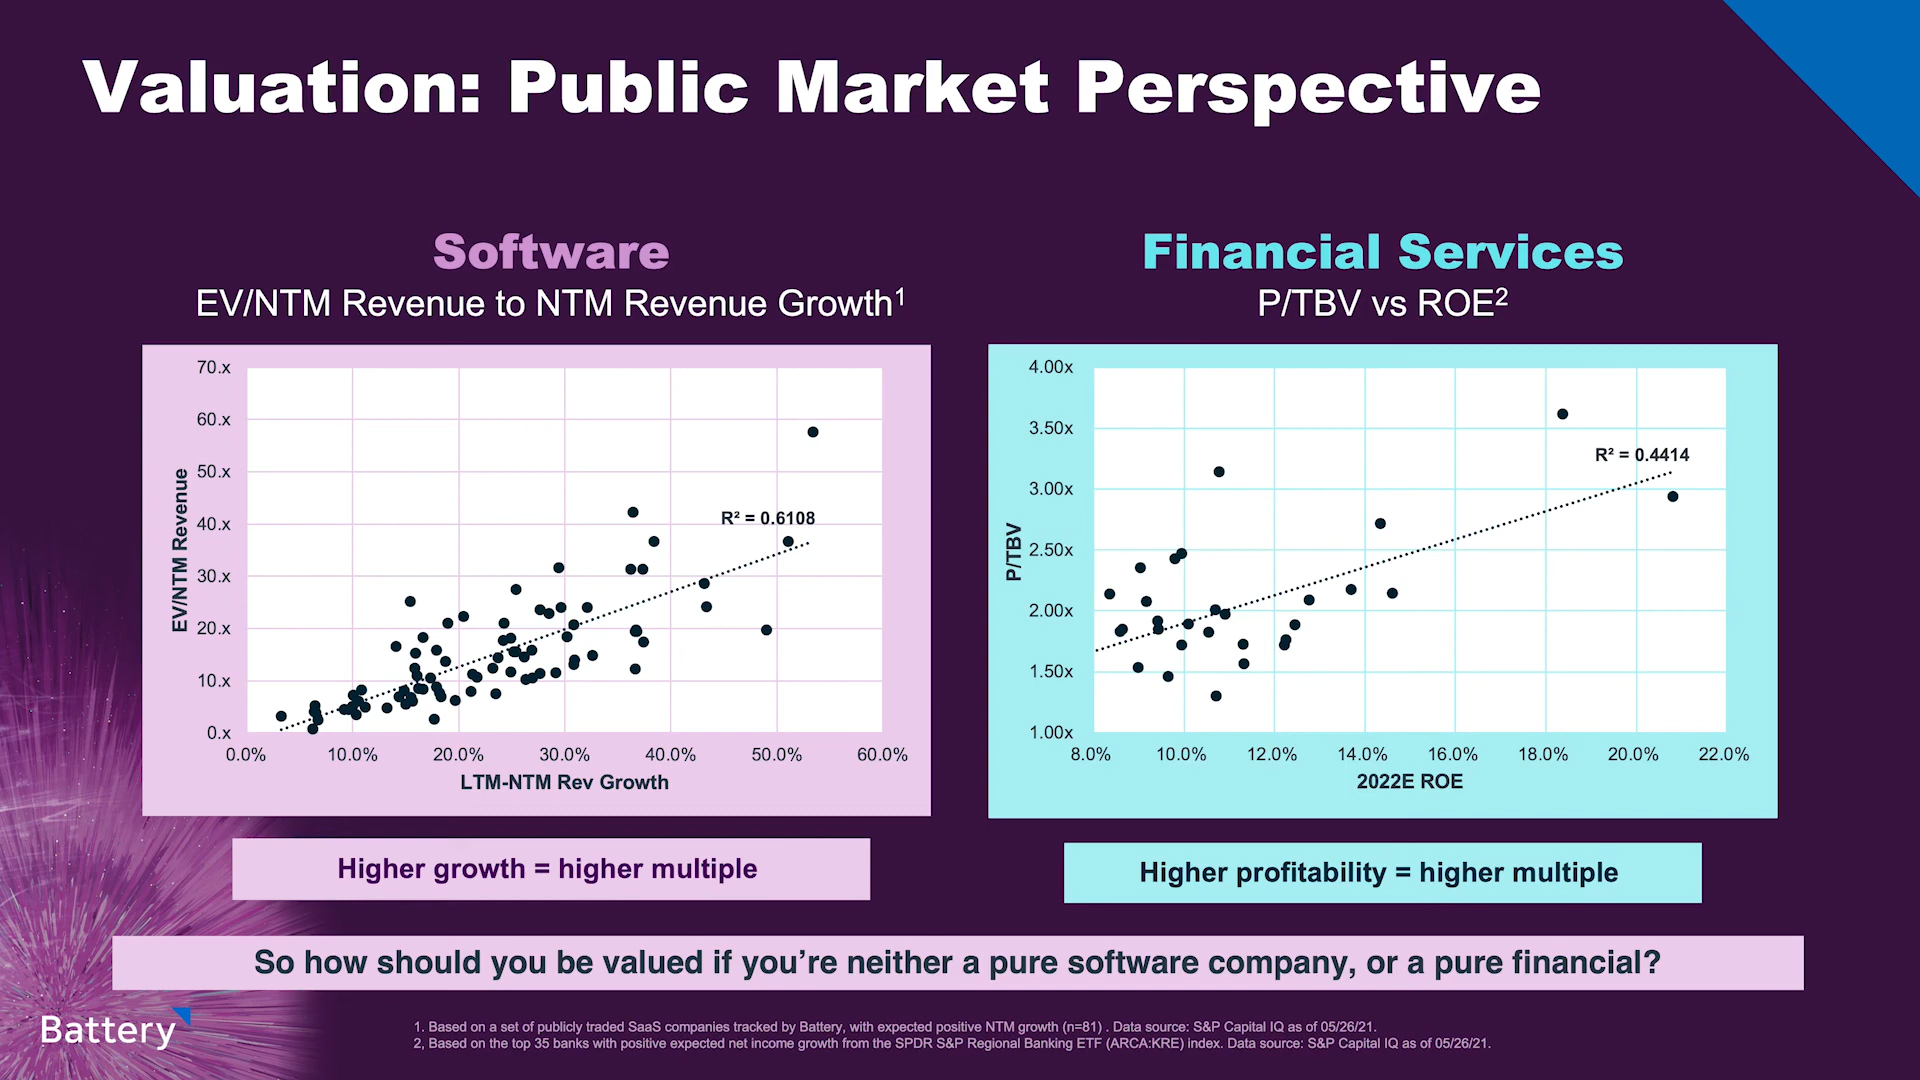 Valuation: Public Market Perspective
Software
EV/NTM Revenue to NTM Revenue Growth¹
70.x
60.x
50.x
40.x
30.x
20.x
10.x
0.x
EV/NTM Revenue
R² = 0.6108
0.0% 10.0% 20.0% 30.0% 40.0% 50.0% 60.0%
LTM-NTM Rev Growth
Higher growth = higher multiple
Financial Services
P/TBV vs ROE²
4.00x
3.50x
3.00x
2.50x
2.00x
1.50x
1.00x
P/TBV
R² = 0.4414
8.0% 10.0% 12.0% 14.0% 16.0% 18.0% 20.0% 22.0%
2022E ROE
Higher profitability = higher multiple
So how should you be valued if you’re neither a pure software company, or a pure financial?
Battery
1. Based on a set of publicly traded SaaS companies tracked by Battery, with expected positive NTM growth (n=81) . Data source: S&P Capital IQ as of 05/26/21.
2, Based on the top 35 banks with positive expected net income growth from the SPDR S&P Regional Banking ETF (ARCA:KRE) index. Data source: S&P Capital IQ as of 05/26/21.